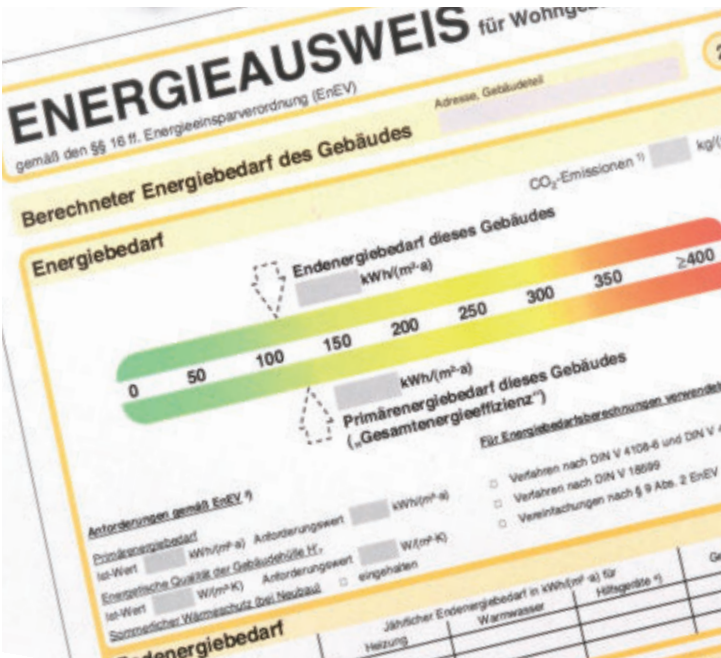 ENERGIEAUSWEIS für Wohnge
gemäß den §§ 16 ff. Energieeinsparverordnung (EnEV)
Berechneter Energiebedarf des Gebäudes
Adresse, Gebäudeteil
2
Energiebedarf
CO₂-Emissionen ¹⁾ kg/(
Endenergiebedarf dieses Gebäudes
kWh/(m²·a)
0 50 100 150 200 250 300 350 ≥400
kWh/(m²·a)
Primärenergiebedarf dieses Gebäudes
(„Gesamtenergieeffizienz“)
Anforderungen gemäß EnEV ²⁾
Primärenergiebedarf
Ist-Wert kWh/(m²·a) Anforderungswert kWh/(m²·a)
Energetische Qualität der Gebäudehülle H'ₜ
Ist-Wert W/(m²·K) Anforderungswert W/(m²·K)
Sommerlicher Wärmeschutz (bei Neubau) □ eingehalten
Für Energiebedarfsberechnungen verwende
□ Verfahren nach DIN V 4108-6 und DIN V 4
□ Verfahren nach DIN V 18599
□ Vereinfachungen nach § 9 Abs. 2 EnEV
denergiebedarf
Jährlicher Endenergiebedarf in kWh/(m²·a) für
Heizung Warmwasser Hilfsgeräte ⁴⁾ Ge